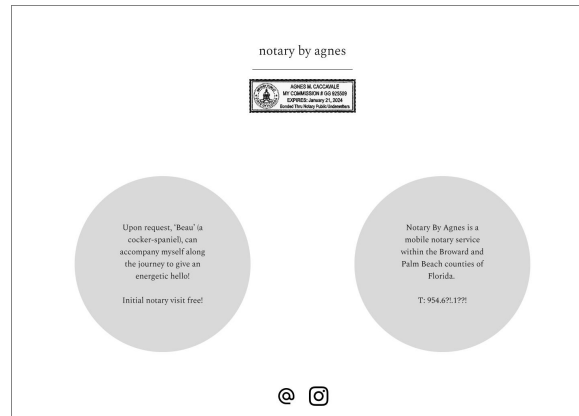 notary by agnes
AGNES M. CACCAVALE
MY COMMISSION # GG 925599
EXPIRES: January 21, 2024
Bonded Thru Notary Public Underwriters
Upon request, 'Beau' (a
cocker-spaniel), can
accompany myself along
the journey to give an
energetic hello!
Initial notary visit free!
Notary By Agnes is a
mobile notary service
within the Broward and
Palm Beach counties of
Florida.
T: 954.6?!.1??!
@